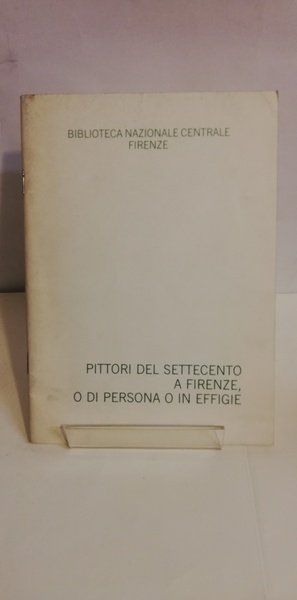 BIBLIOTECA NAZIONALE CENTRALE
FIRENZE
PITTORI DEL SETTECENTO
A FIRENZE,
O DI PERSONA O IN EFFIGIE